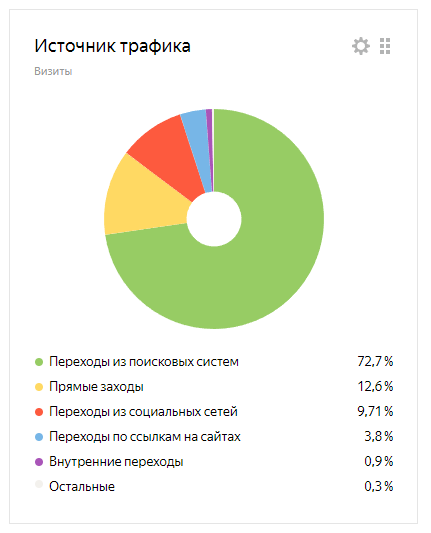 Источник трафика
Визиты
Переходы из поисковых систем 72,7 %
Прямые заходы 12,6 %
Переходы из социальных сетей 9,71 %
Переходы по ссылкам на сайтах 3,8 %
Внутренние переходы 0,9 %
Остальные 0,3 %